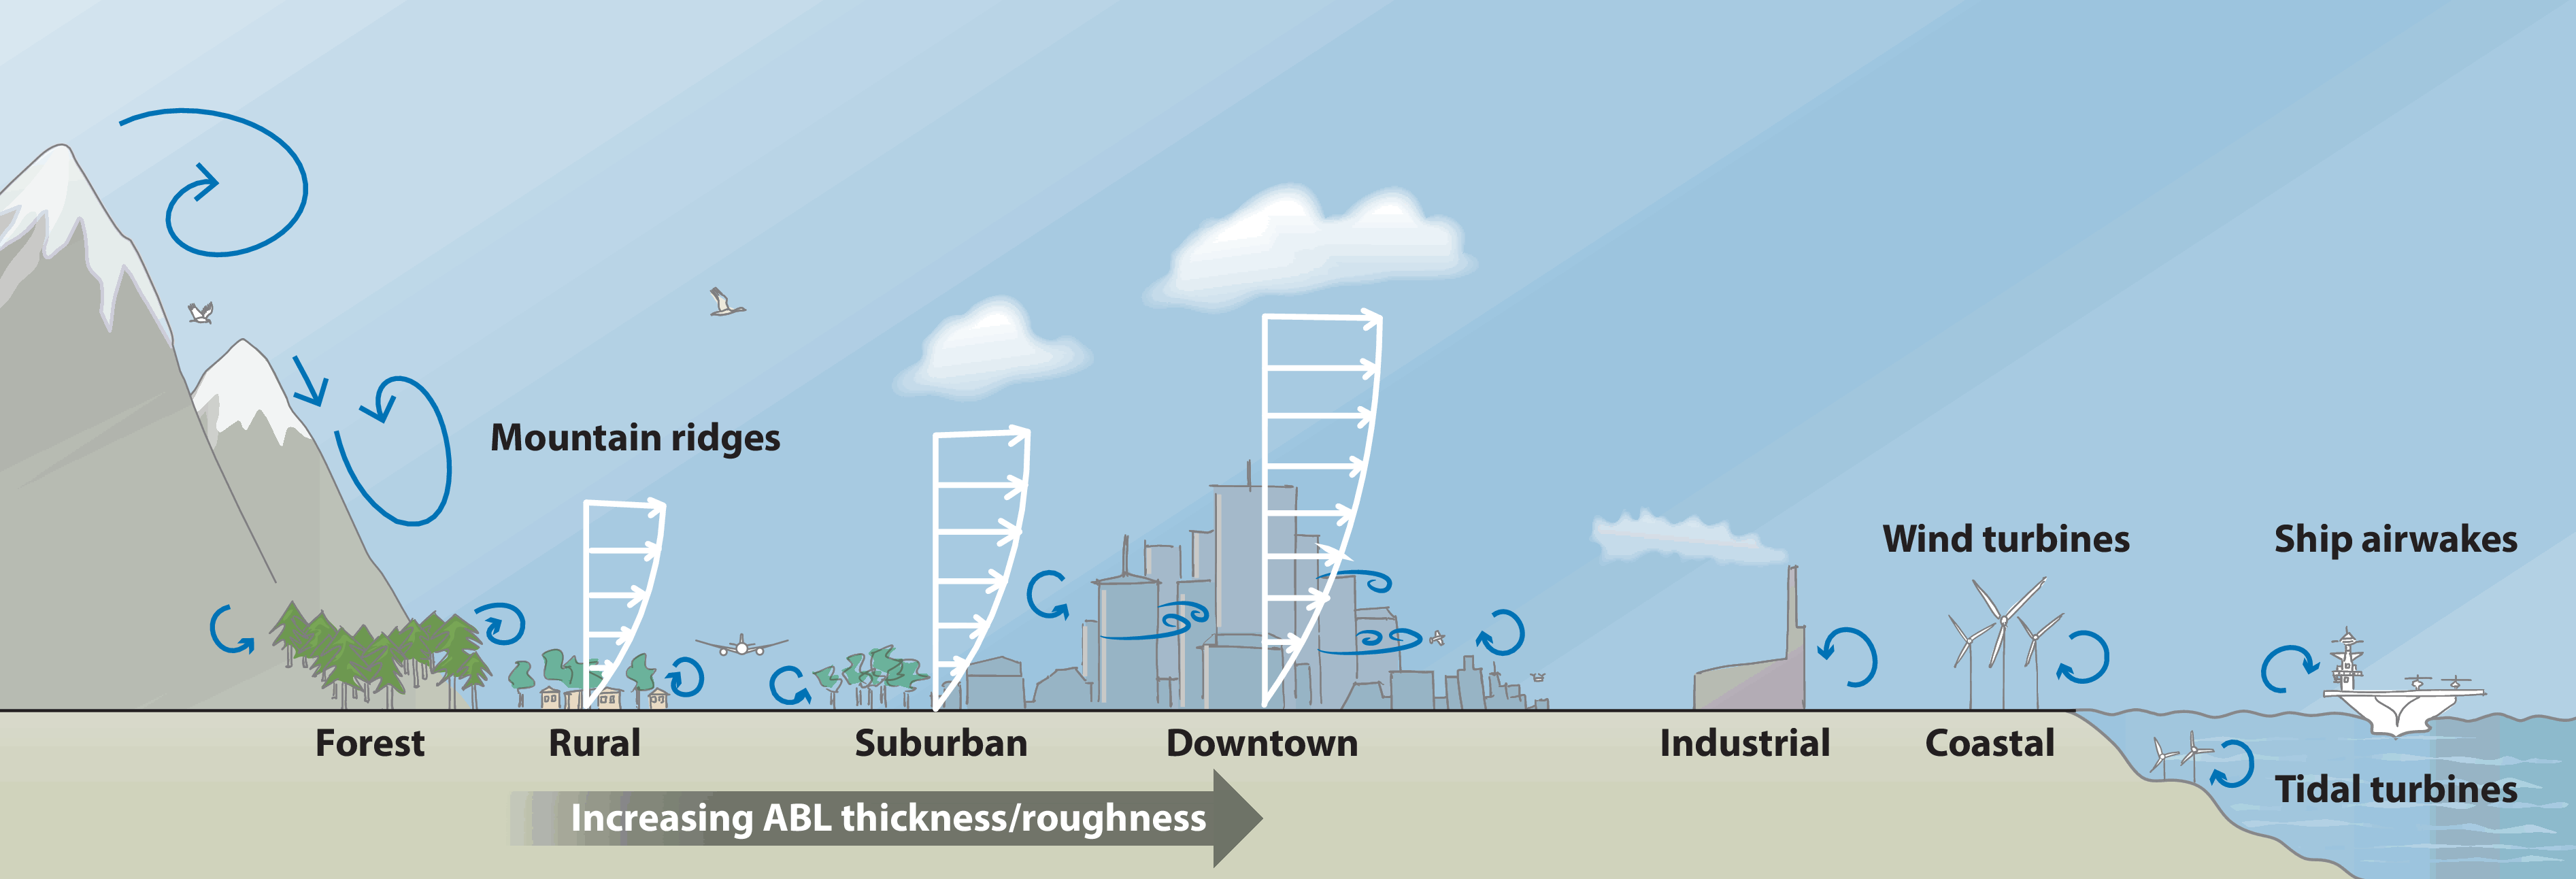 Mountain ridges
Wind turbines
Ship airwakes
Forest
Rural
Suburban
Downtown
Industrial
Coastal
Tidal turbines
Increasing ABL thickness/roughness